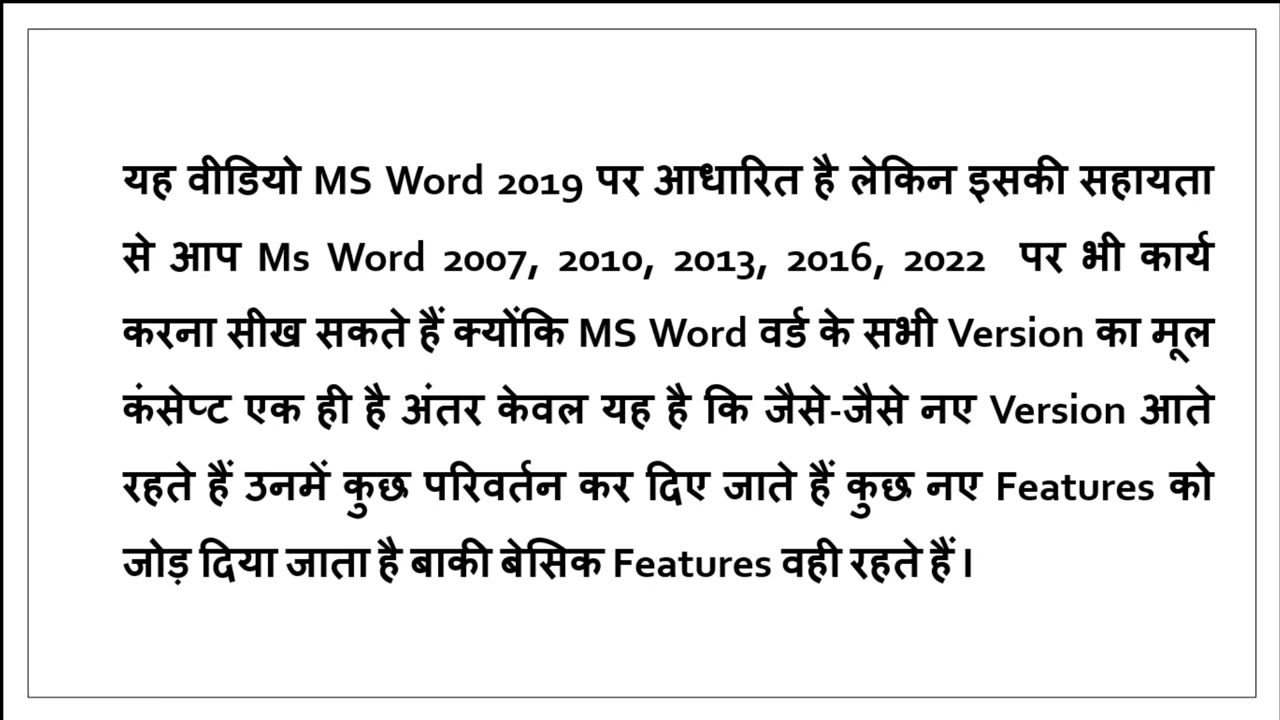 यह वीडियो MS Word 2019 पर आधारित है लेकिन इसकी सहायता
से आप Ms Word 2007, 2010, 2013, 2016, 2022 पर भी कार्य
करना सीख सकते हैं क्योंकि MS Word वर्ड के सभी Version का मूल
कंसेप्ट एक ही है अंतर केवल यह है कि जैसे-जैसे नए Version आते
रहते हैं उनमें कुछ परिवर्तन कर दिए जाते हैं कुछ नए Features को
जोड़ दिया जाता है बाकी बेसिक Features वही रहते हैं।